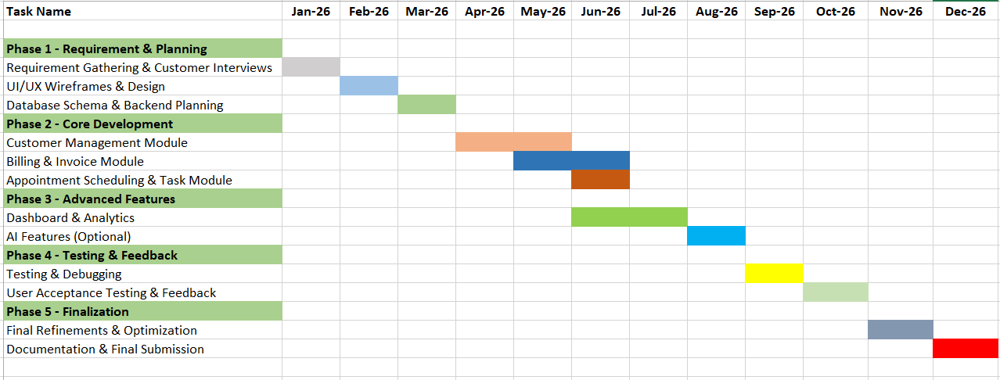 Task Name Jan-26 Feb-26 Mar-26 Apr-26 May-26 Jun-26 Jul-26 Aug-26 Sep-26 Oct-26 Nov-26 Dec-26
Phase 1 - Requirement & Planning
Requirement Gathering & Customer Interviews
UI/UX Wireframes & Design
Database Schema & Backend Planning
Phase 2 - Core Development
Customer Management Module
Billing & Invoice Module
Appointment Scheduling & Task Module
Phase 3 - Advanced Features
Dashboard & Analytics
AI Features (Optional)
Phase 4 - Testing & Feedback
Testing & Debugging
User Acceptance Testing & Feedback
Phase 5 - Finalization
Final Refinements & Optimization
Documentation & Final Submission